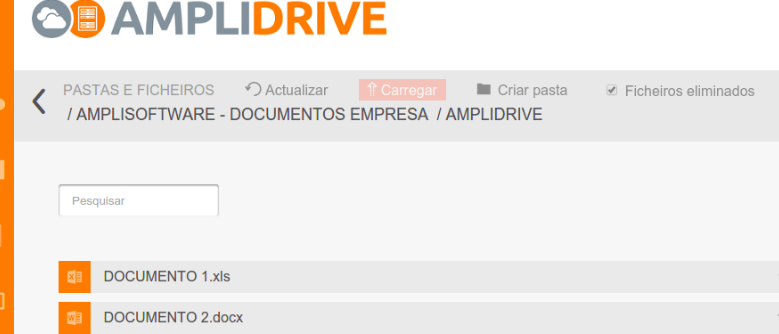 AMPLIDRIVE
PASTAS E FICHEIROS Actualizar Carregar Criar pasta Ficheiros eliminados
/ AMPLISOFTWARE - DOCUMENTOS EMPRESA / AMPLIDRIVE
Pesquisar
DOCUMENTO 1.xls
DOCUMENTO 2.docx